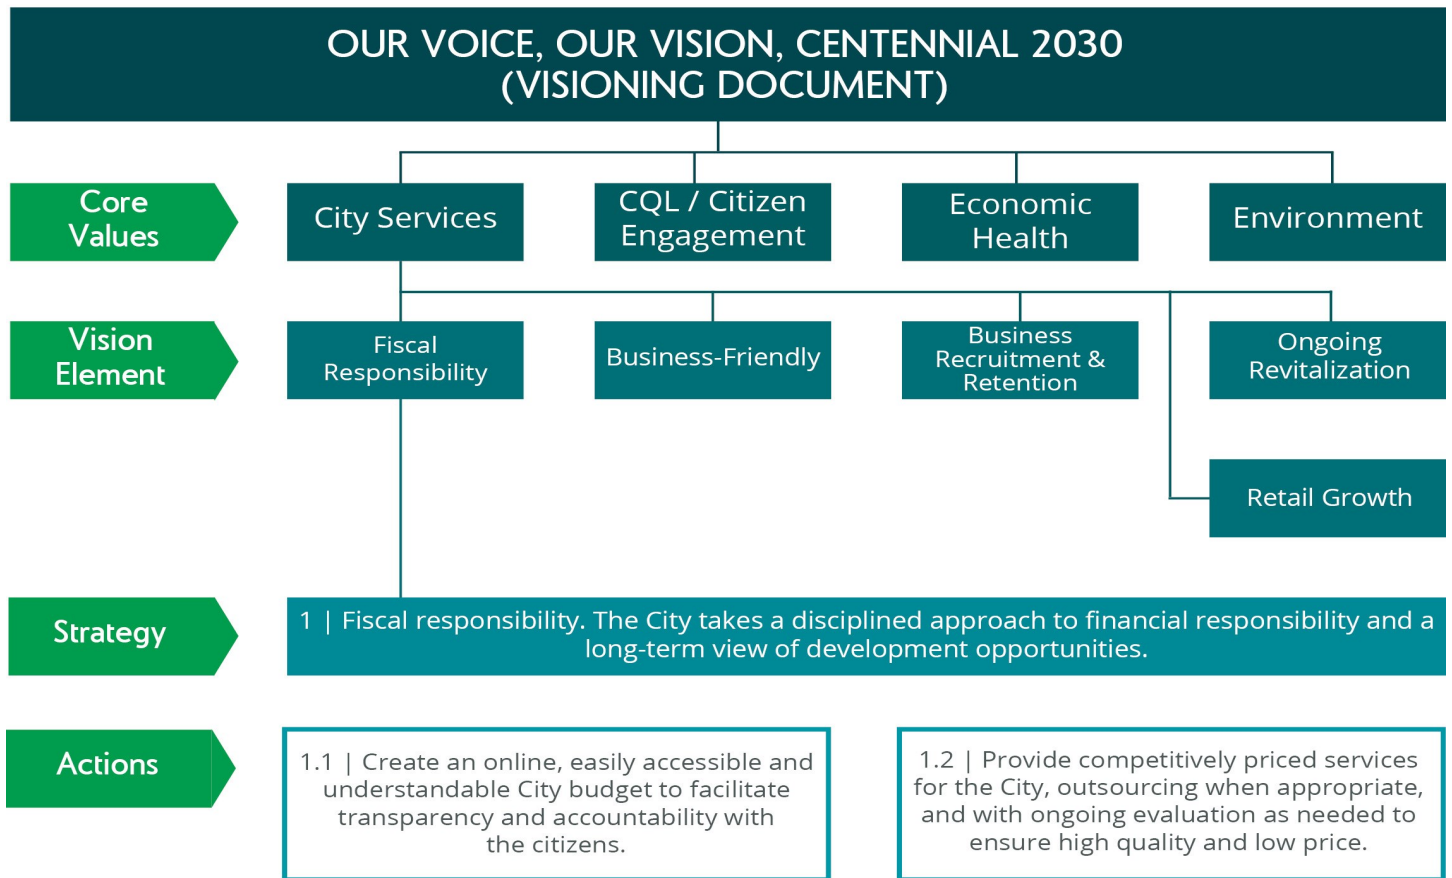 OUR VOICE, OUR VISION, CENTENNIAL 2030
(VISIONING DOCUMENT)
Core
Values
City Services
CQL / Citizen
Engagement
Economic
Health
Environment
Vision
Element
Fiscal
Responsibility
Business-Friendly
Business
Recruitment &
Retention
Ongoing
Revitalization
Retail Growth
Strategy
1 | Fiscal responsibility. The City takes a disciplined approach to financial responsibility and a
long-term view of development opportunities.
Actions
1.1 | Create an online, easily accessible and
understandable City budget to facilitate
transparency and accountability with
the citizens.
1.2 | Provide competitively priced services
for the City, outsourcing when appropriate,
and with ongoing evaluation as needed to
ensure high quality and low price.